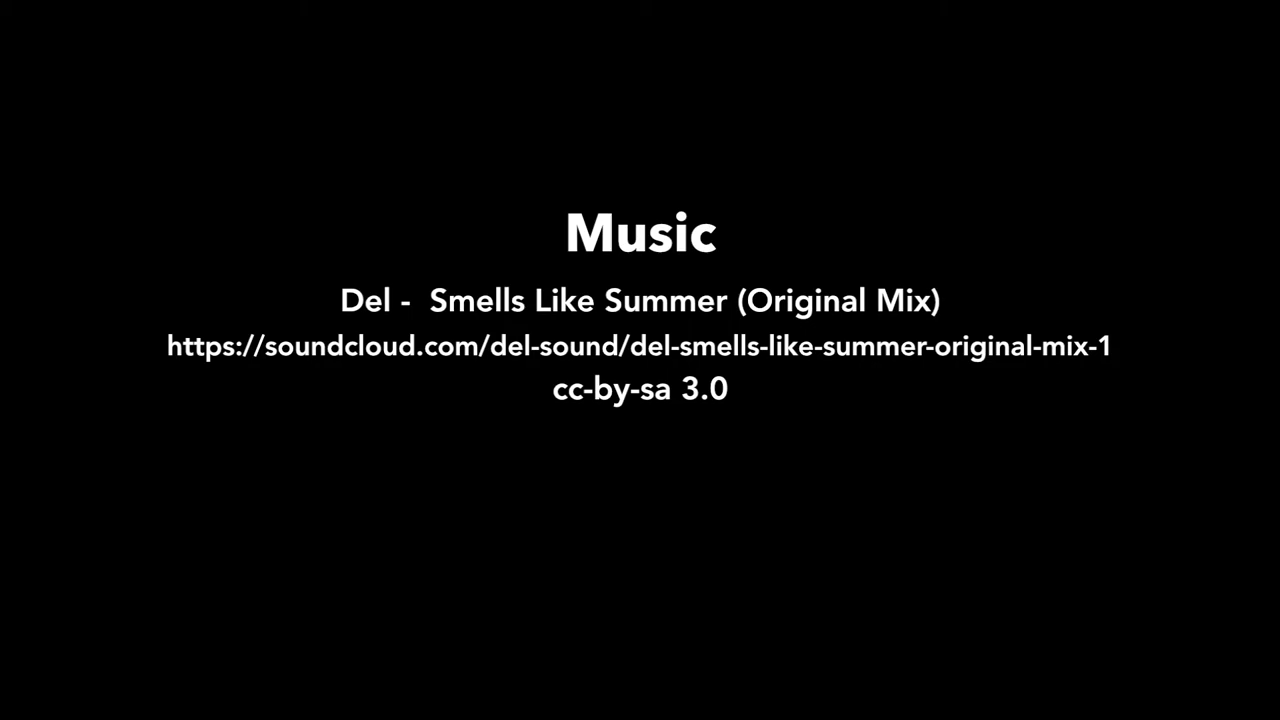 Music
Del -  Smells Like Summer (Original Mix)
https://soundcloud.com/del-sound/del-smells-like-summer-original-mix-1
cc-by-sa 3.0